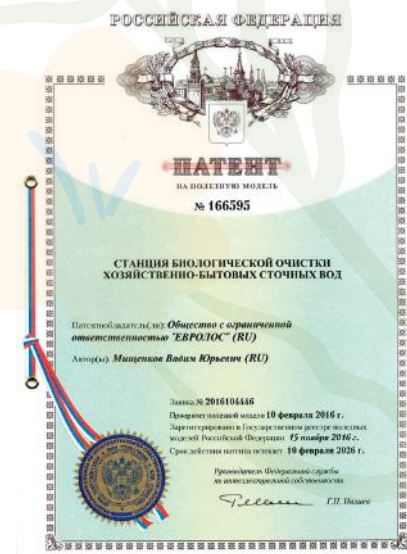 РОССИЙСКАЯ ФЕДЕРАЦИЯ
ПАТЕНТ
НА ПОЛЕЗНУЮ МОДЕЛЬ
№ 166595
СТАНЦИЯ БИОЛОГИЧЕСКОЙ ОЧИСТКИ
ХОЗЯЙСТВЕННО-БЫТОВЫХ СТОЧНЫХ ВОД
Патентообладатель(ли): Общество с ограниченной
ответственностью "ЕВРОЛОС" (RU)
Автор(ы): Мищенков Вадим Юрьевич (RU)
Заявка № 2016104446
Приоритет полезной модели 10 февраля 2016 г.
Зарегистрировано в Государственном реестре полезных
моделей Российской Федерации 15 ноября 2016 г.
Срок действия патента истекает 10 февраля 2026 г.
Руководитель Федеральной службы
по интеллектуальной собственности
Г.П. Ивлиев